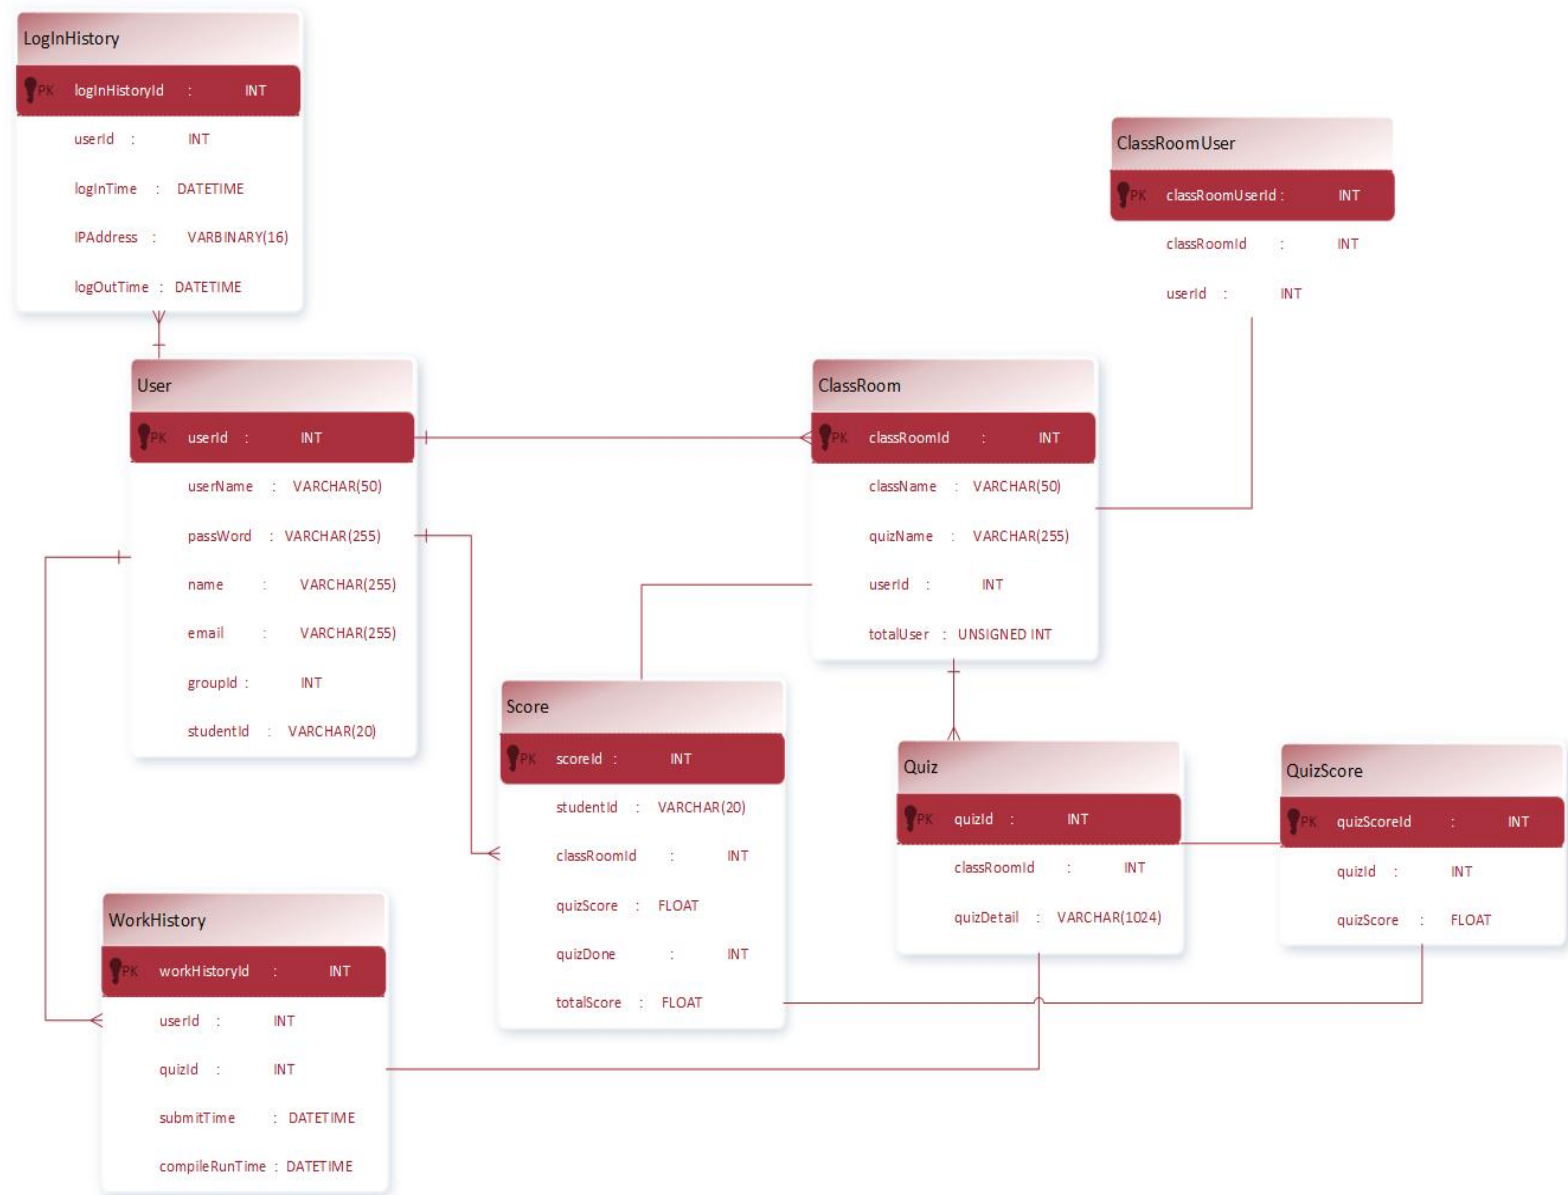 LogInHistory
PK logInHistoryId : INT
userId : INT
logInTime : DATETIME
IPAddress : VARBINARY(16)
logOutTime : DATETIME
ClassRoomUser
PK classRoomUserId : INT
classRoomId : INT
userId : INT
User
PK userId : INT
userName : VARCHAR(50)
passWord : VARCHAR(255)
name : VARCHAR(255)
email : VARCHAR(255)
groupId : INT
studentId : VARCHAR(20)
ClassRoom
PK classRoomId : INT
className : VARCHAR(50)
quizName : VARCHAR(255)
userId : INT
totalUser : UNSIGNED INT
Score
PK scoreId : INT
studentId : VARCHAR(20)
classRoomId : INT
quizScore : FLOAT
quizDone : INT
totalScore : FLOAT
Quiz
PK quizId : INT
classRoomId : INT
quizDetail : VARCHAR(1024)
QuizScore
PK quizScoreId : INT
quizId : INT
quizScore : FLOAT
WorkHistory
PK workHistoryId : INT
userId : INT
quizId : INT
submitTime : DATETIME
compileRunTime : DATETIME